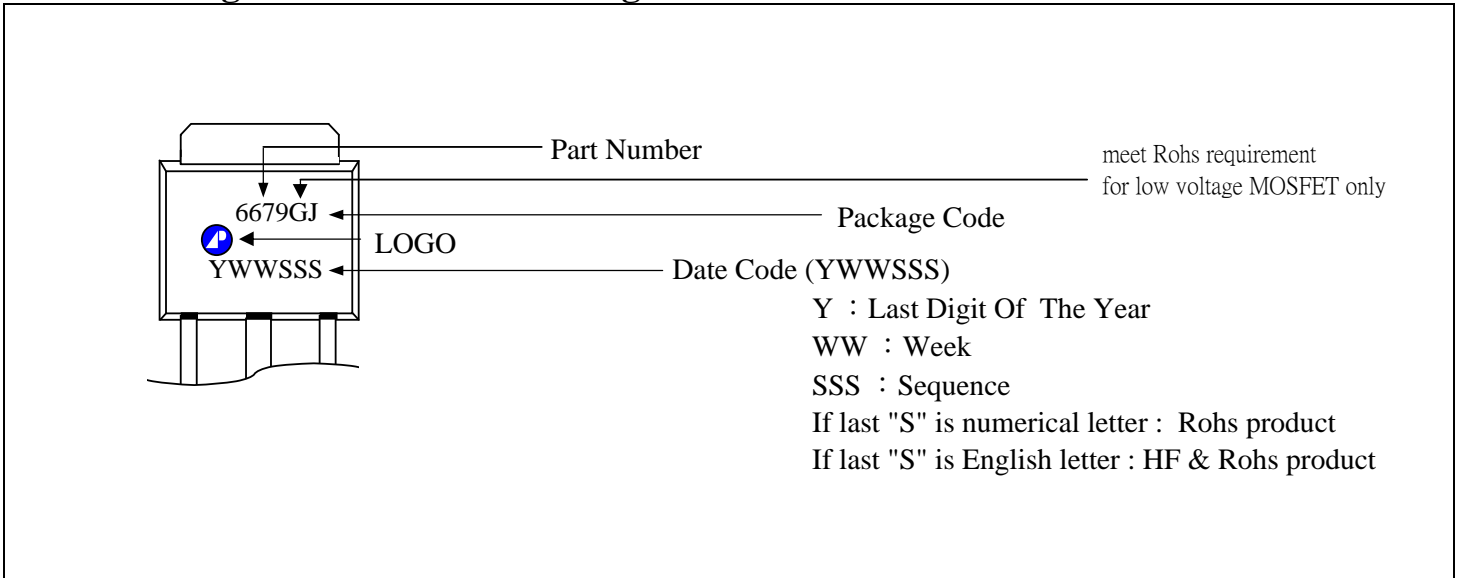 Part Number
meet Rohs requirement
for low voltage MOSFET only
6679GJ
Package Code
LOGO
YWWSSS
Date Code (YWWSSS)
Y ：Last Digit Of The Year
WW ：Week
SSS ：Sequence
If last "S" is numerical letter : Rohs product
If last "S" is English letter : HF & Rohs product